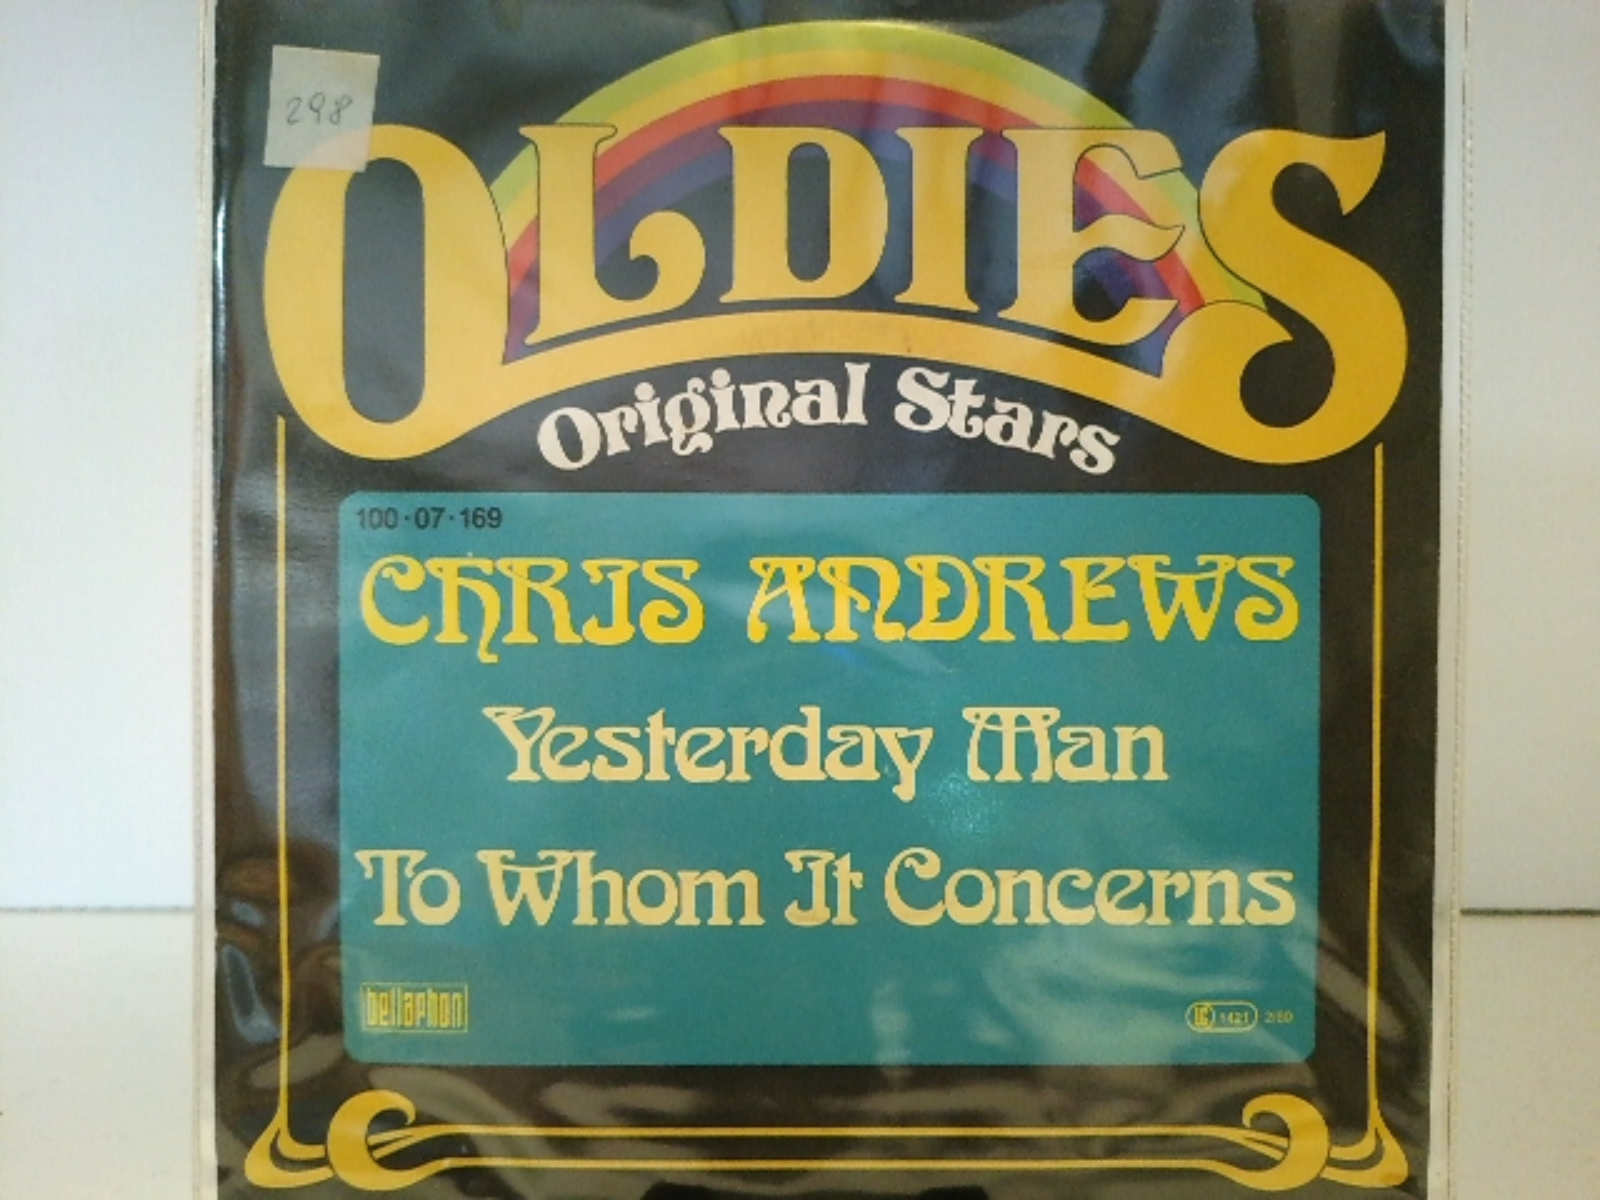 298
OLDIES
Original Stars
100·07·169
CHRIS ANDREWS
Yesterday Man
To Whom It Concerns
bellaphon
LC 1421 2/80